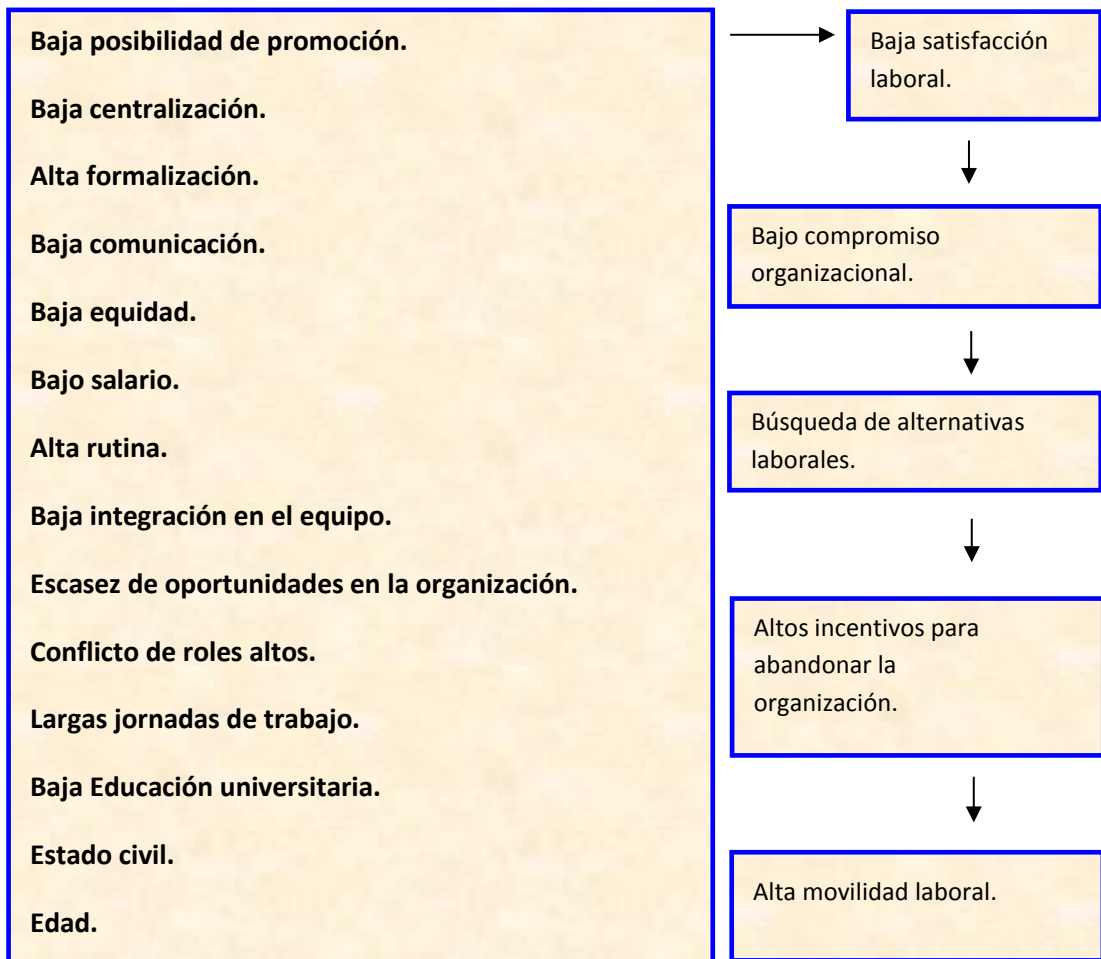 Baja posibilidad de promoción.
Baja centralización.
Alta formalización.
Baja comunicación.
Baja equidad.
Bajo salario.
Alta rutina.
Baja integración en el equipo.
Escasez de oportunidades en la organización.
Conflicto de roles altos.
Largas jornadas de trabajo.
Baja Educación universitaria.
Estado civil.
Edad.
Baja satisfacción
laboral.
Bajo compromiso
organizacional.
Búsqueda de alternativas
laborales.
Altos incentivos para
abandonar la
organización.
Alta movilidad laboral.